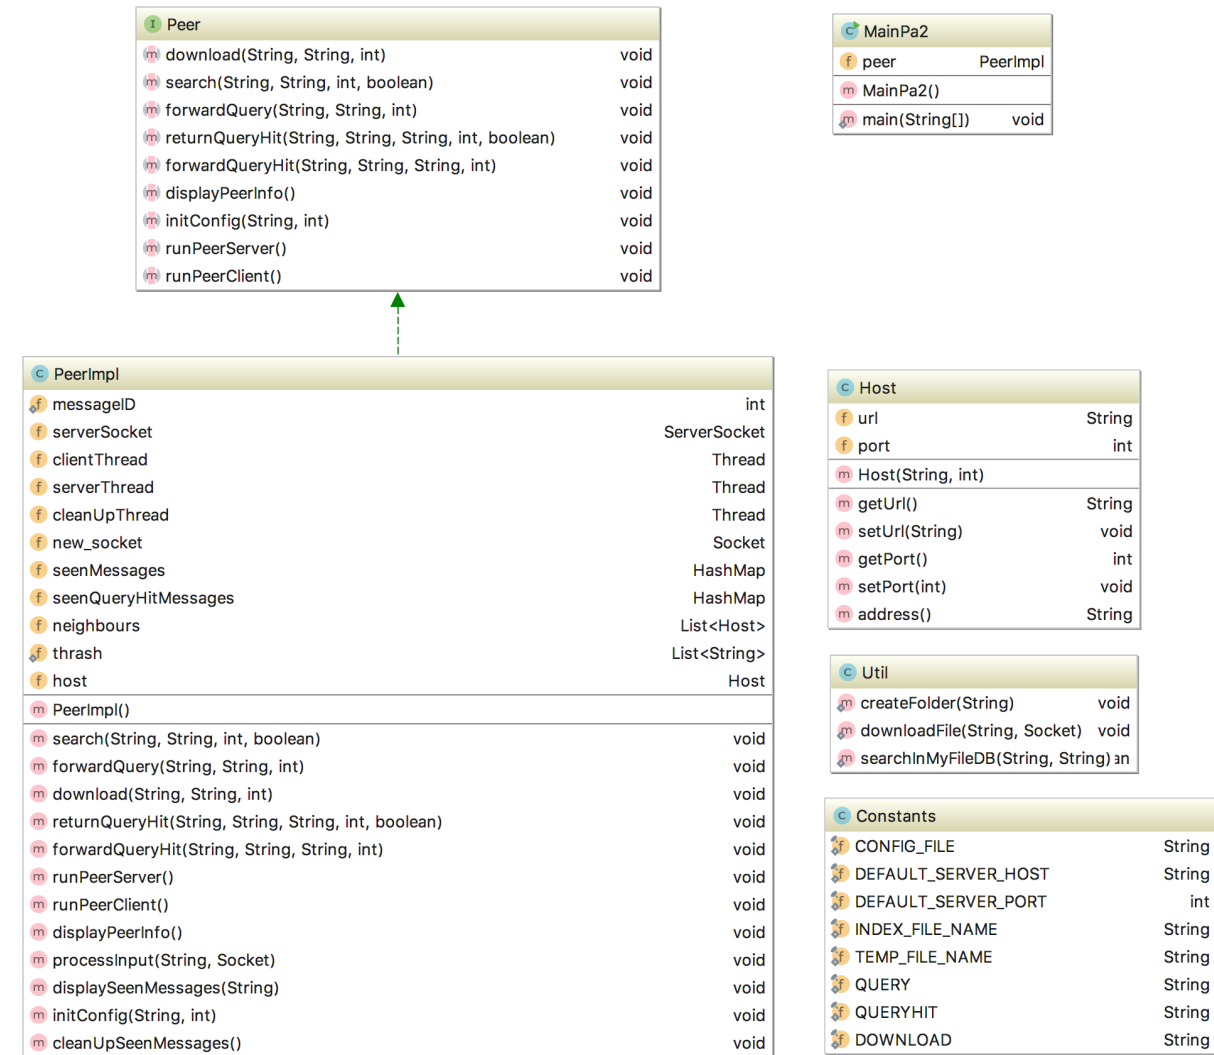 I Peer
m download(String, String, int) void
m search(String, String, int, boolean) void
m forwardQuery(String, String, int) void
m returnQueryHit(String, String, String, int, boolean) void
m forwardQueryHit(String, String, String, int) void
m displayPeerInfo() void
m initConfig(String, int) void
m runPeerServer() void
m runPeerClient() void
C MainPa2
f peer PeerImpl
m MainPa2()
m main(String[]) void
C PeerImpl
f messageID int
f serverSocket ServerSocket
f clientThread Thread
f serverThread Thread
f cleanUpThread Thread
f new_socket Socket
f seenMessages HashMap
f seenQueryHitMessages HashMap
f neighbours List<Host>
f thrash List<String>
f host Host
m PeerImpl()
m search(String, String, int, boolean) void
m forwardQuery(String, String, int) void
m download(String, String, int) void
m returnQueryHit(String, String, String, int, boolean) void
m forwardQueryHit(String, String, String, int) void
m runPeerServer() void
m runPeerClient() void
m displayPeerInfo() void
m processInput(String, Socket) void
m displaySeenMessages(String) void
m initConfig(String, int) void
m cleanUpSeenMessages() void
C Host
f url String
f port int
m Host(String, int)
m getUrl() String
m setUrl(String) void
m getPort() int
m setPort(int) void
m address() String
C Util
m createFolder(String) void
m downloadFile(String, Socket) void
m searchInMyFileDB(String, String) an
C Constants
f CONFIG_FILE String
f DEFAULT_SERVER_HOST String
f DEFAULT_SERVER_PORT int
f INDEX_FILE_NAME String
f TEMP_FILE_NAME String
f QUERY String
f QUERYHIT String
f DOWNLOAD String